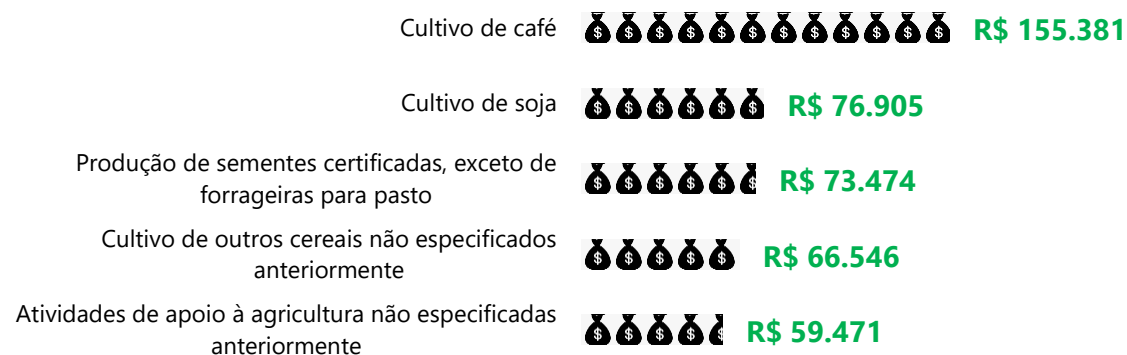 Cultivo de café R$ 155.381
Cultivo de soja R$ 76.905
Produção de sementes certificadas, exceto de
forrageiras para pasto R$ 73.474
Cultivo de outros cereais não especificados
anteriormente R$ 66.546
Atividades de apoio à agricultura não especificadas
anteriormente R$ 59.471